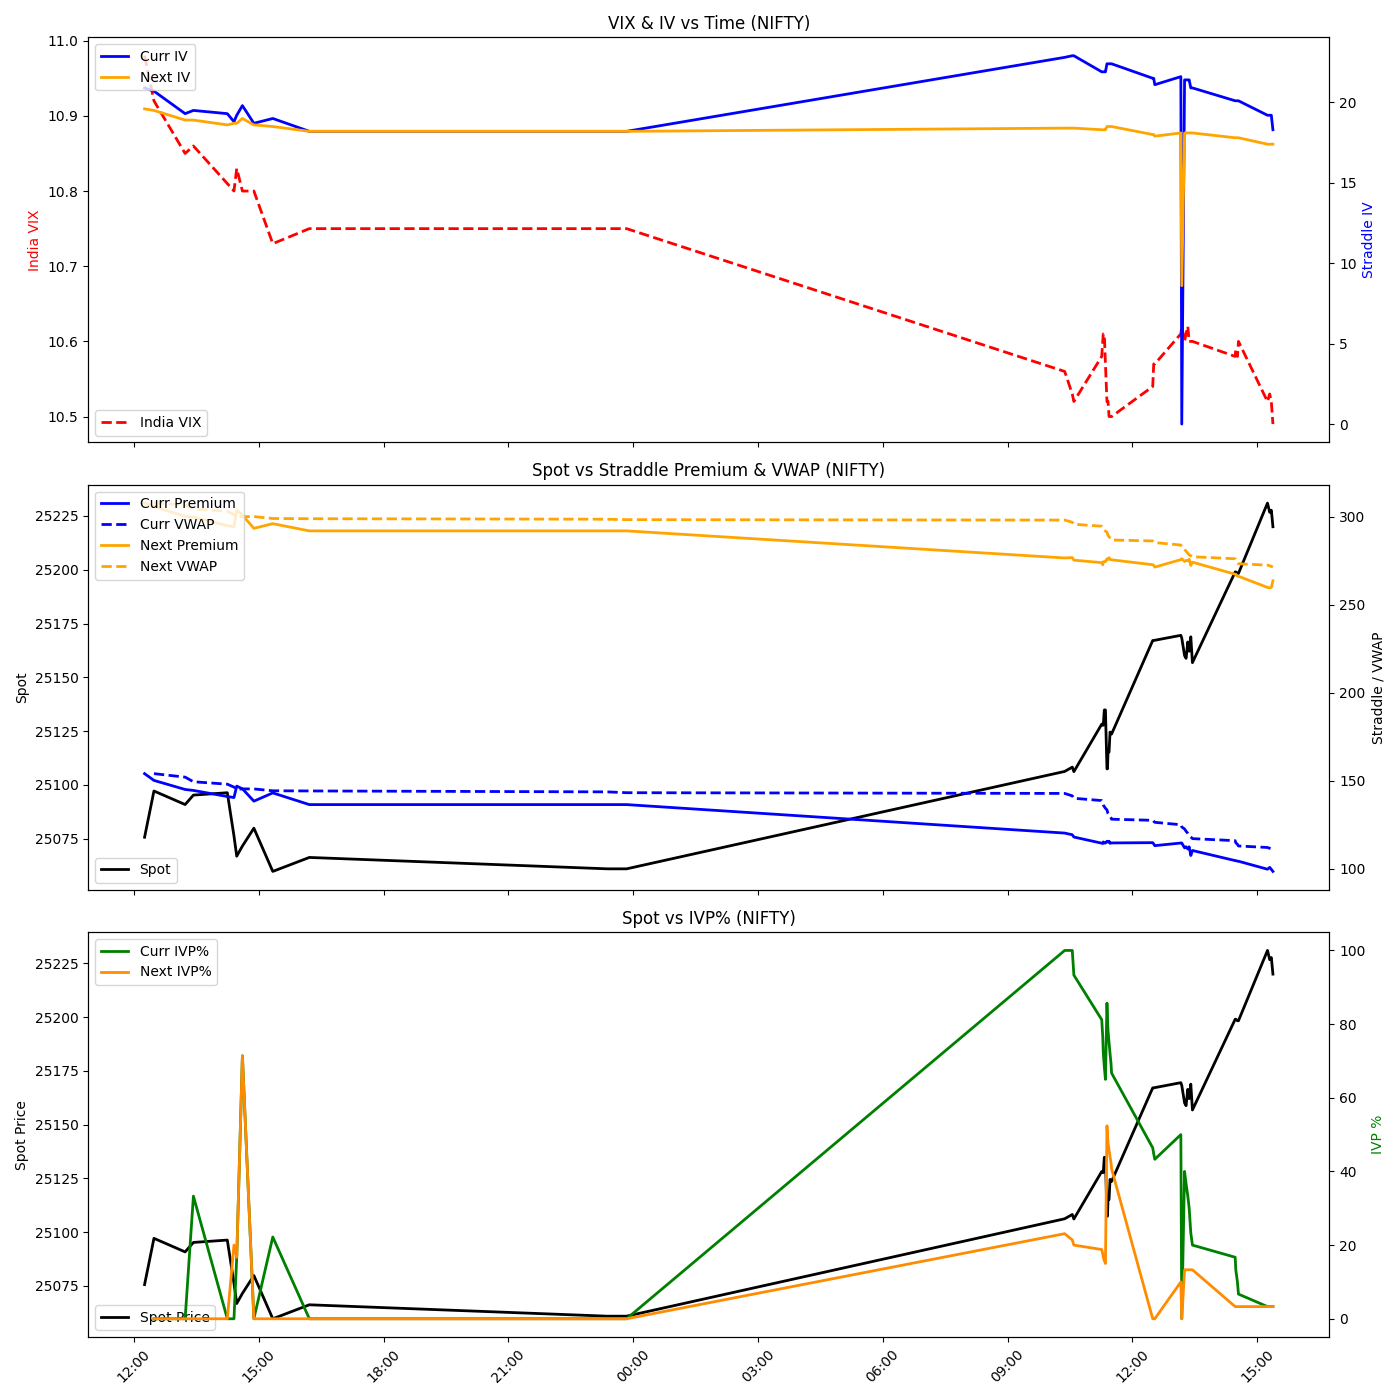 VIX & IV vs Time (NIFTY)
11.0
10.9
10.8
10.7
10.6
10.5
India VIX
Curr IV
Next IV
India VIX
20
15
10
5
0
Straddle IV
Spot vs Straddle Premium & VWAP (NIFTY)
25225
25200
25175
25150
25125
25100
25075
Spot
Curr Premium
Curr VWAP
Next Premium
Next VWAP
Spot
300
250
200
150
100
Straddle / VWAP
Spot vs IVP% (NIFTY)
25225
25200
25175
25150
25125
25100
25075
Spot Price
Curr IVP%
Next IVP%
Spot Price
100
80
60
40
20
0
IVP %
12:00
15:00
18:00
21:00
00:00
03:00
06:00
09:00
12:00
15:00